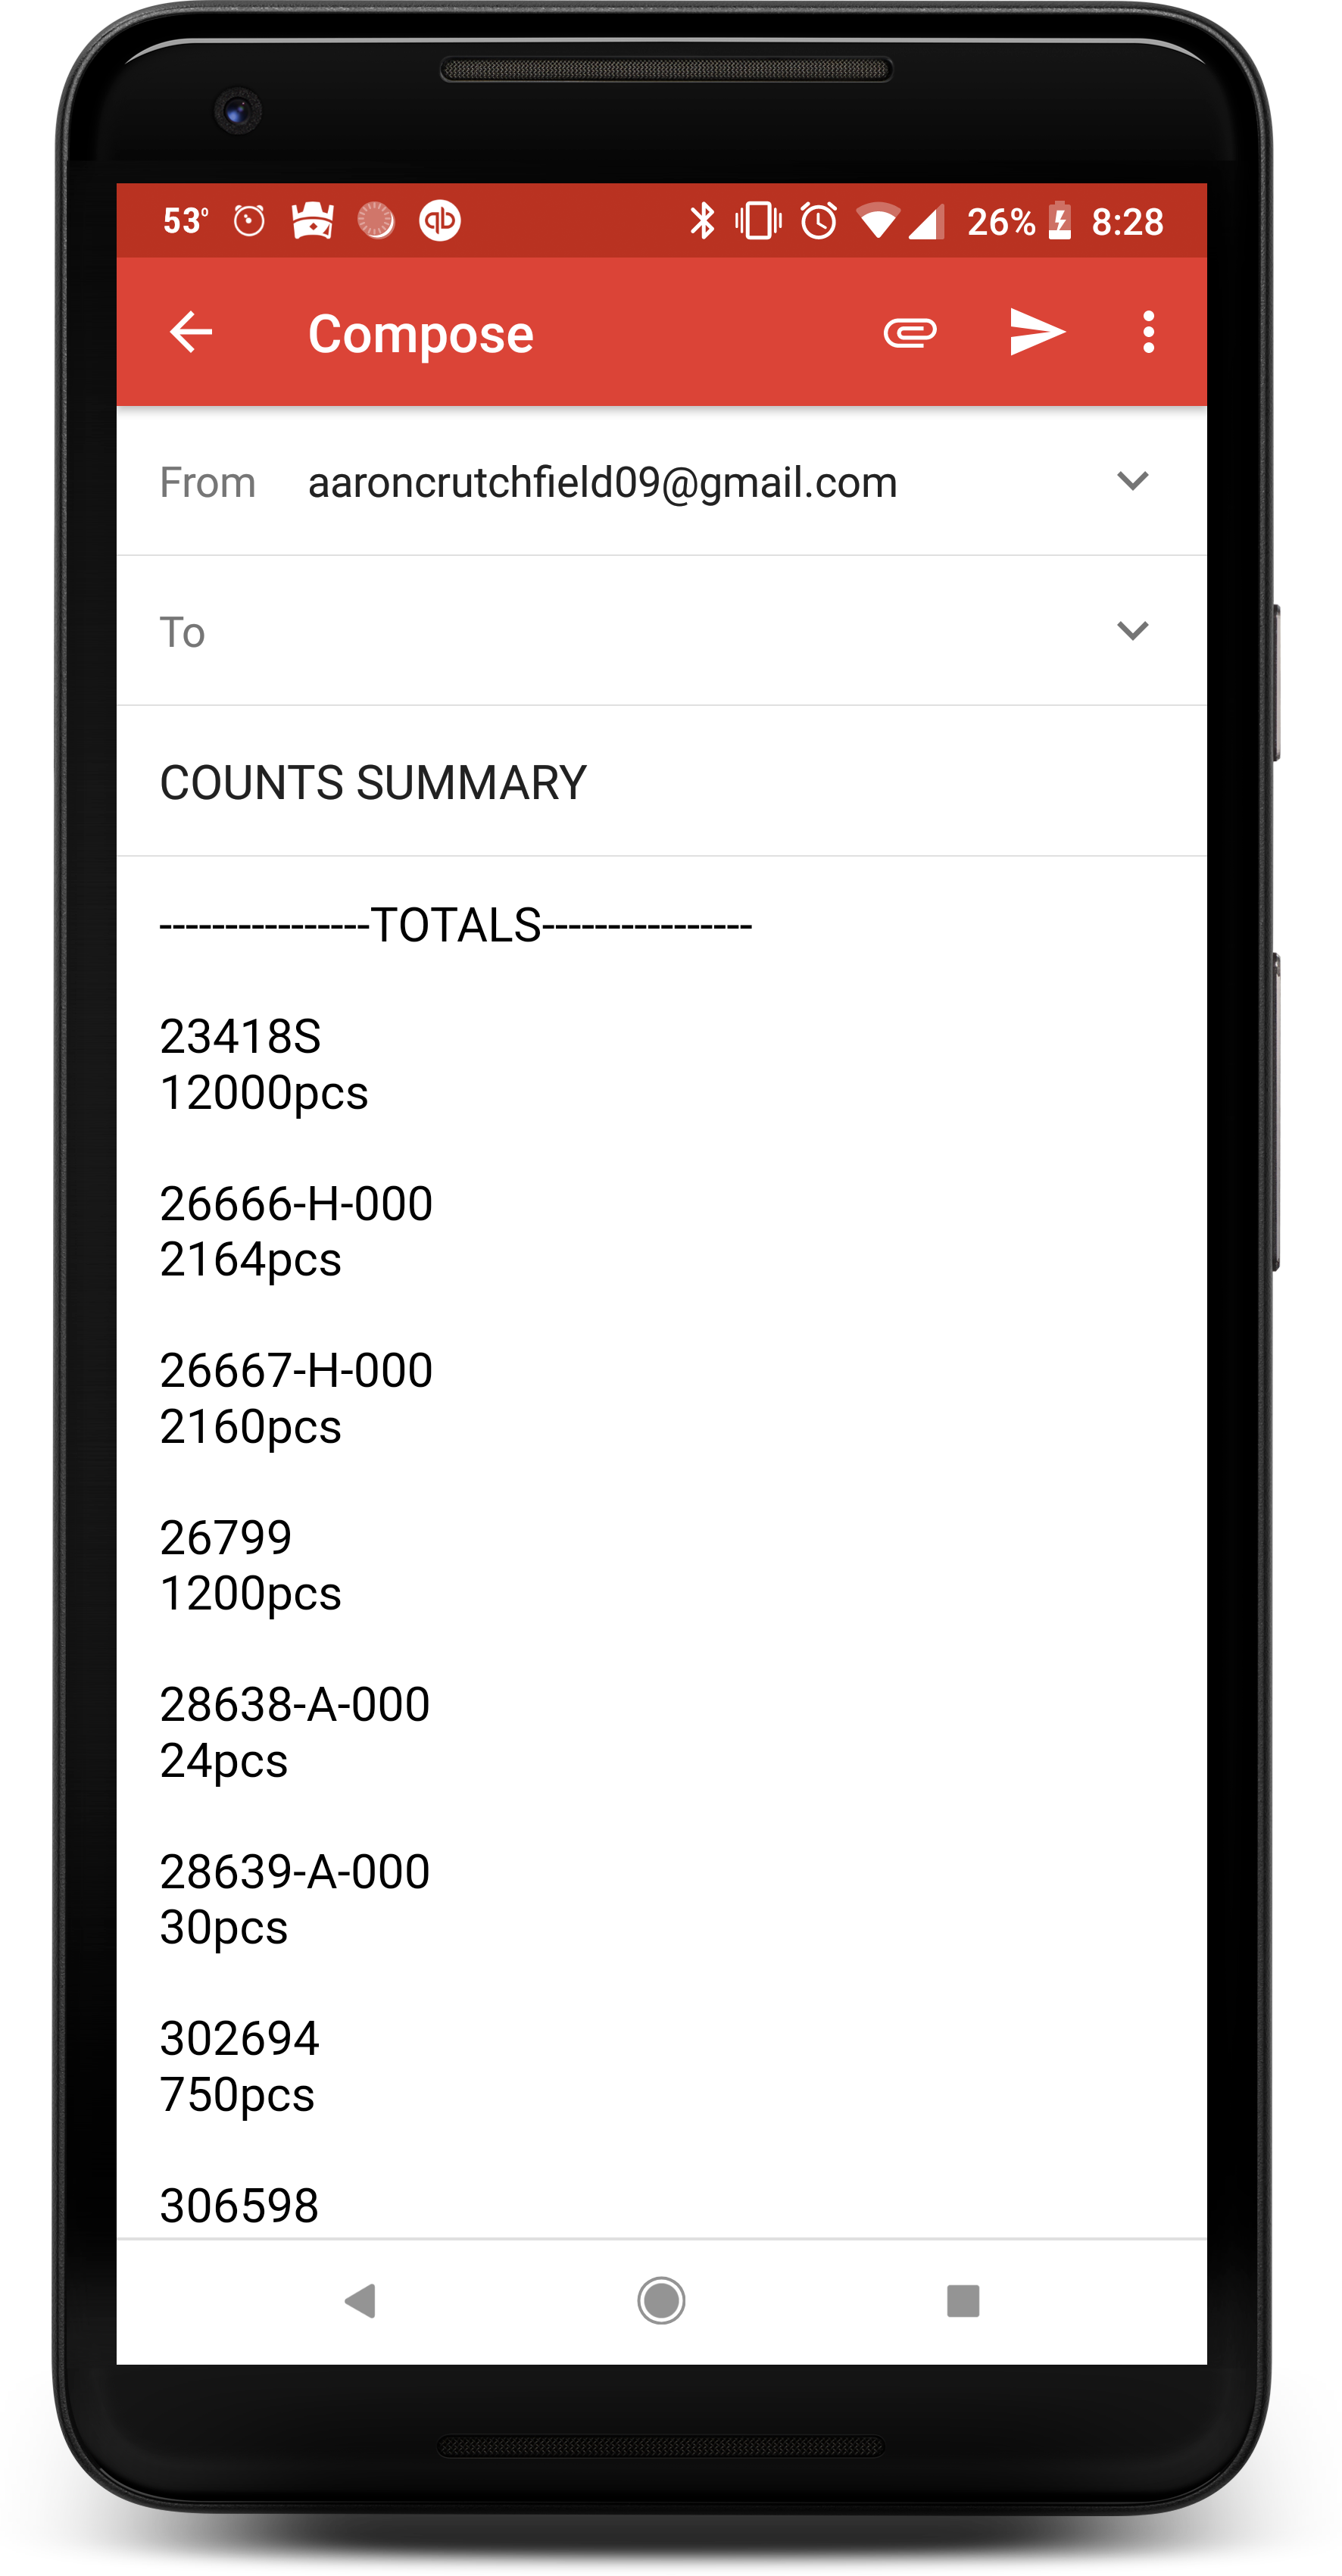 53°
qb
26% 8:28
Compose
From aaroncrutchfield09@gmail.com
To
COUNTS SUMMARY
----------------TOTALS----------------
23418S
12000pcs
26666-H-000
2164pcs
26667-H-000
2160pcs
26799
1200pcs
28638-A-000
24pcs
28639-A-000
30pcs
302694
750pcs
306598